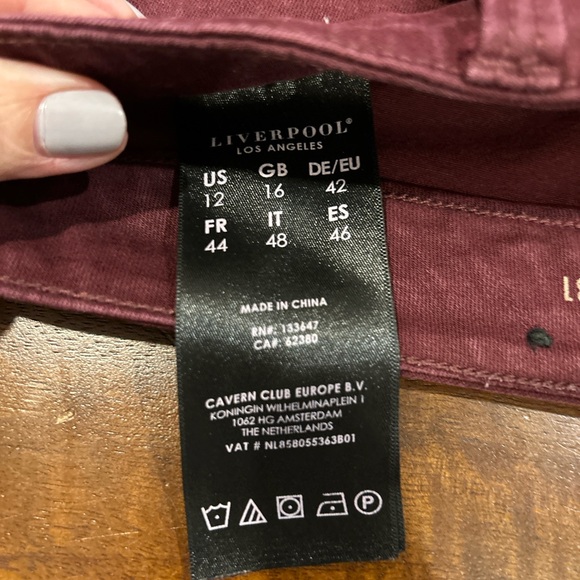 LIVERPOOL®
LOS ANGELES
US GB DE/EU
12 16 42
FR IT ES
44 48 46
MADE IN CHINA
RN#: 133647
CA#: 62380
CAVERN CLUB EUROPE B.V.
KONINGIN WILHELMINAPLEIN 1
1062 HG AMSTERDAM
THE NETHERLANDS
VAT # NL858055363B01
P